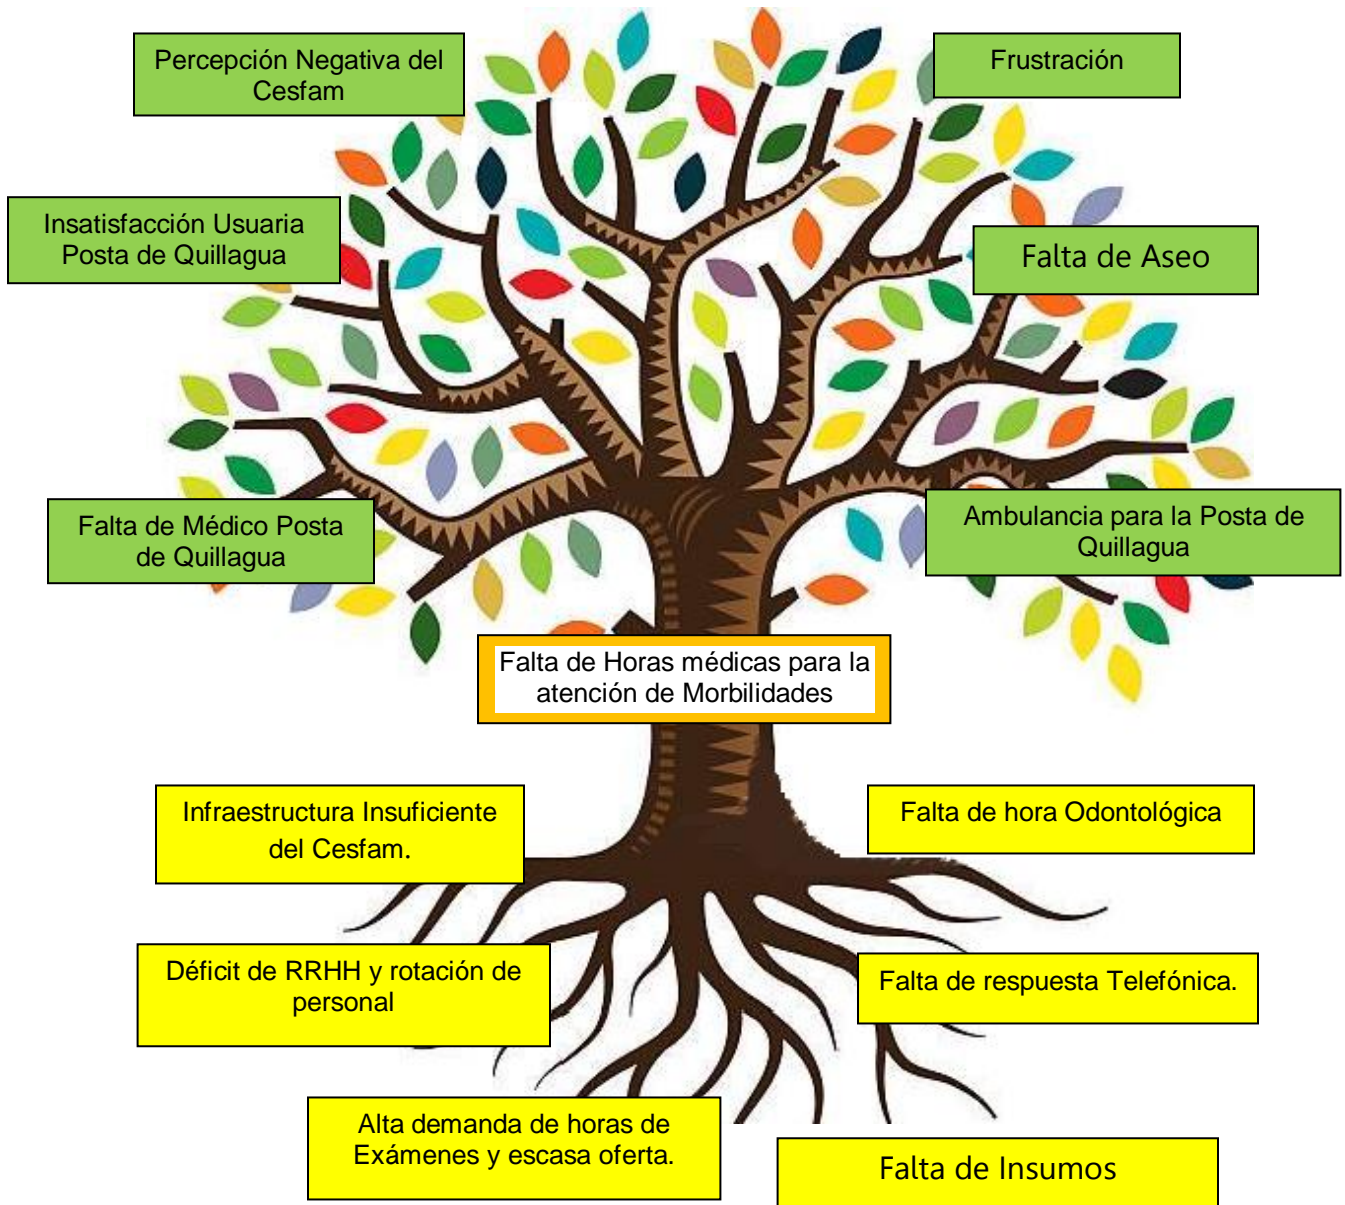 Percepción Negativa del
Cesfam
Frustración
Insatisfacción Usuaria
Posta de Quillagua
Falta de Aseo
Falta de Médico Posta
de Quillagua
Ambulancia para la Posta de
Quillagua
Falta de Horas médicas para la
atención de Morbilidades
Infraestructura Insuficiente
del Cesfam.
Falta de hora Odontológica
Déficit de RRHH y rotación de
personal
Falta de respuesta Telefónica.
Alta demanda de horas de
Exámenes y escasa oferta.
Falta de Insumos